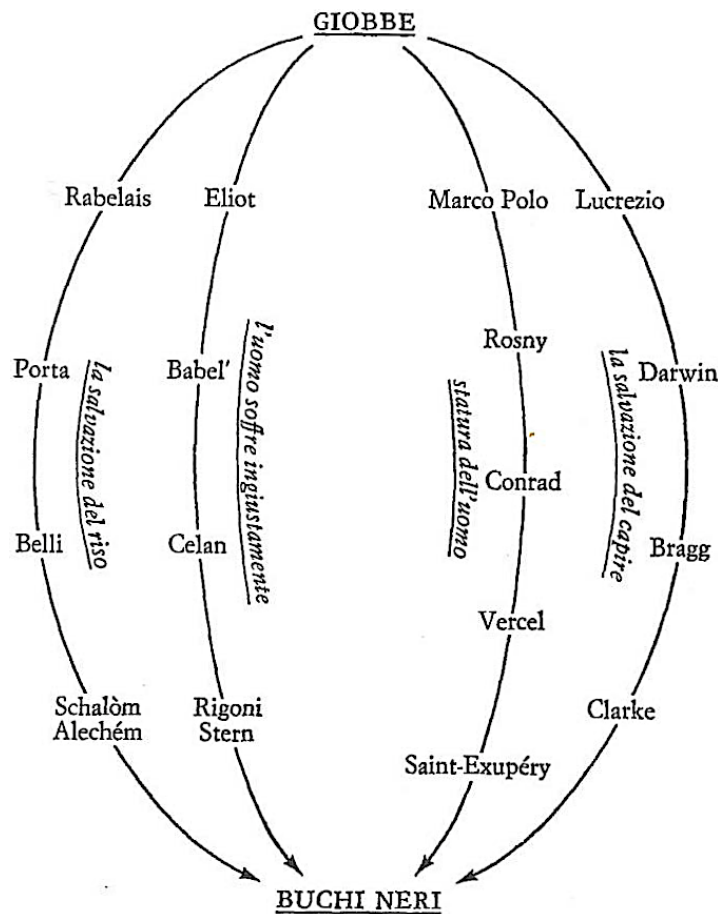 GIOBBE
Rabelais
Eliot
Marco Polo
Lucrezio
Rosny
Porta
Babel'
Darwin
la salvazione del riso
l'uomo soffre ingiustamente
statura dell'uomo
la salvazione del capire
Conrad
Belli
Celan
Bragg
Vercel
Schalòm
Alechém
Rigoni
Stern
Clarke
Saint-Exupéry
BUCHI NERI